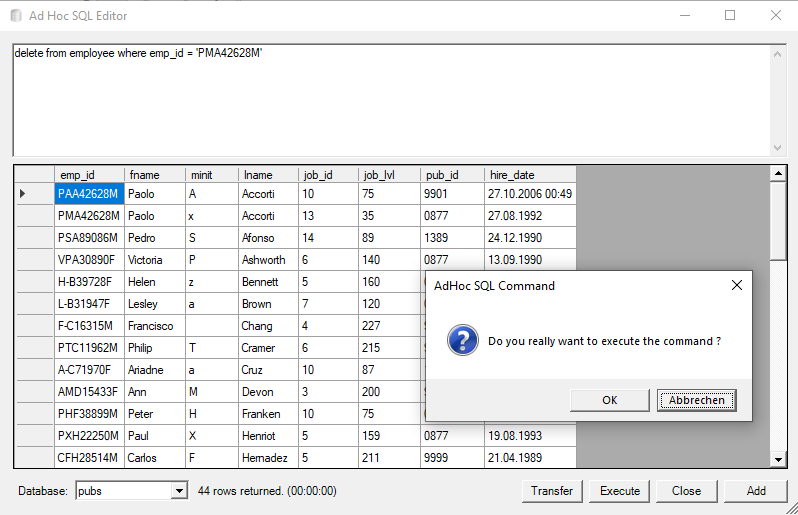 Ad Hoc SQL Editor
delete from employee where emp_id = 'PMA42628M'
emp_id fname minit lname job_id job_lvl pub_id hire_date
PAA42628M Paolo A Accorti 10 75 9901 27.10.2006 00:49
PMA42628M Paolo x Accorti 13 35 0877 27.08.1992
PSA89086M Pedro S Afonso 14 89 1389 24.12.1990
VPA30890F Victoria P Ashworth 6 140 0877 13.09.1990
H-B39728F Helen z Bennett 5 160
L-B31947F Lesley a Brown 7 120
F-C16315M Francisco Chang 4 227
PTC11962M Philip T Cramer 6 215
A-C71970F Ariadne a Cruz 10 87
AMD15433F Ann M Devon 3 200
PHF38899M Peter H Franken 10 75
PXH22250M Paul X Henriot 5 159 0877 19.08.1993
CFH28514M Carlos F Hernadez 5 211 9999 21.04.1989
AdHoc SQL Command
Do you really want to execute the command ?
OK Abbrechen
Database: pubs 44 rows returned. (00:00:00) Transfer Execute Close Add